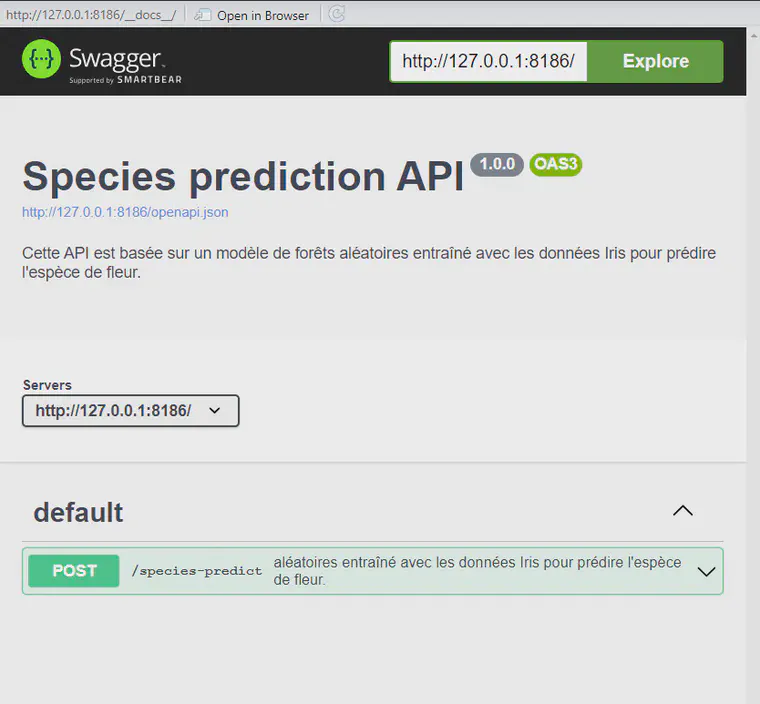 http://127.0.0.1:8186/__docs__/ Open in Browser
Swagger
Supported by SMARTBEAR
http://127.0.0.1:8186/ Explore
Species prediction API 1.0.0 OAS3
http://127.0.0.1:8186/openapi.json
Cette API est basée sur un modèle de forêts aléatoires entraîné avec les données Iris pour prédire
l'espèce de fleur.
Servers
http://127.0.0.1:8186/
default
POST /species-predict aléatoires entraîné avec les données Iris pour prédire l'espèce
de fleur.